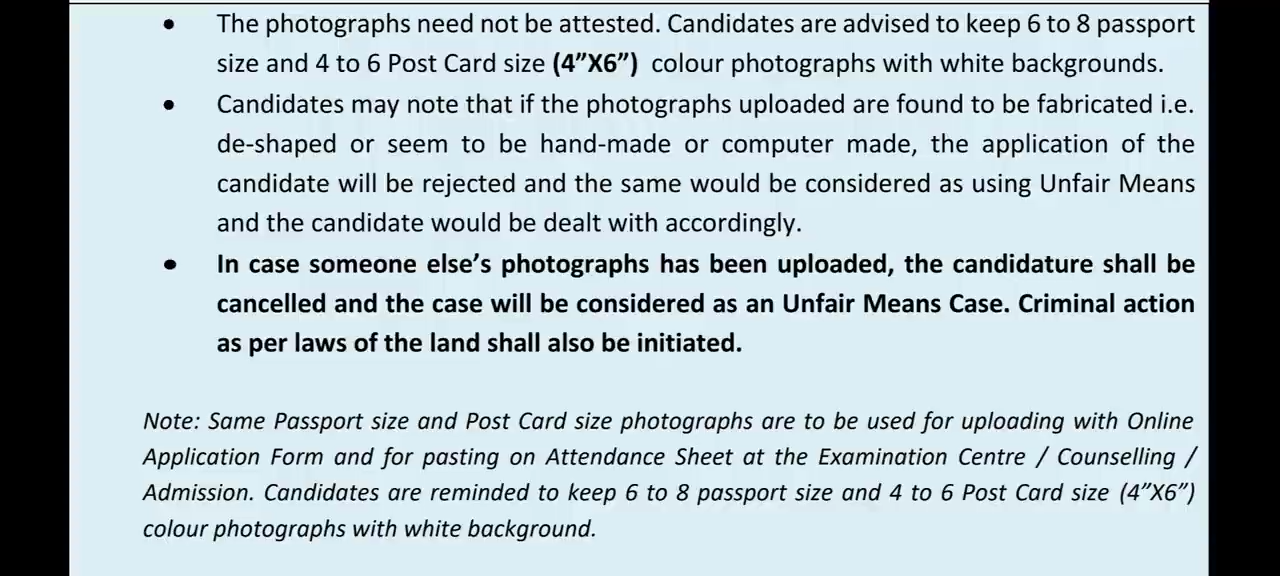 • The photographs need not be attested. Candidates are advised to keep 6 to 8 passport
size and 4 to 6 Post Card size (4”X6”) colour photographs with white backgrounds.
• Candidates may note that if the photographs uploaded are found to be fabricated i.e.
de-shaped or seem to be hand-made or computer made, the application of the
candidate will be rejected and the same would be considered as using Unfair Means
and the candidate would be dealt with accordingly.
• In case someone else’s photographs has been uploaded, the candidature shall be
cancelled and the case will be considered as an Unfair Means Case. Criminal action
as per laws of the land shall also be initiated.
Note: Same Passport size and Post Card size photographs are to be used for uploading with Online
Application Form and for pasting on Attendance Sheet at the Examination Centre / Counselling /
Admission. Candidates are reminded to keep 6 to 8 passport size and 4 to 6 Post Card size (4”X6”)
colour photographs with white background.